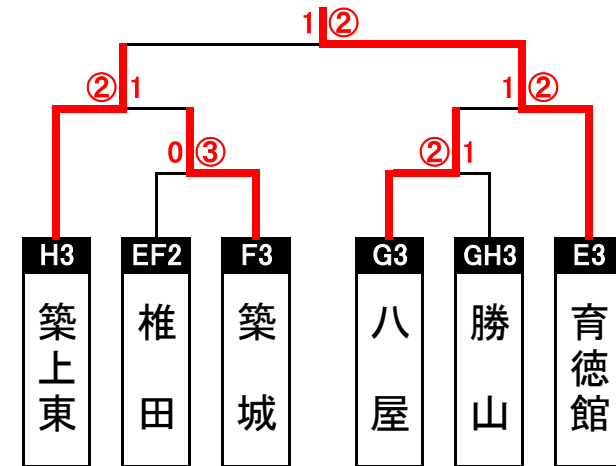 1 ②
② 1
1 ②
0 ③
② 1
H3 EF2 F3 G3 GH3 E3
築上東
椎田
築城
八屋
勝山
育徳館